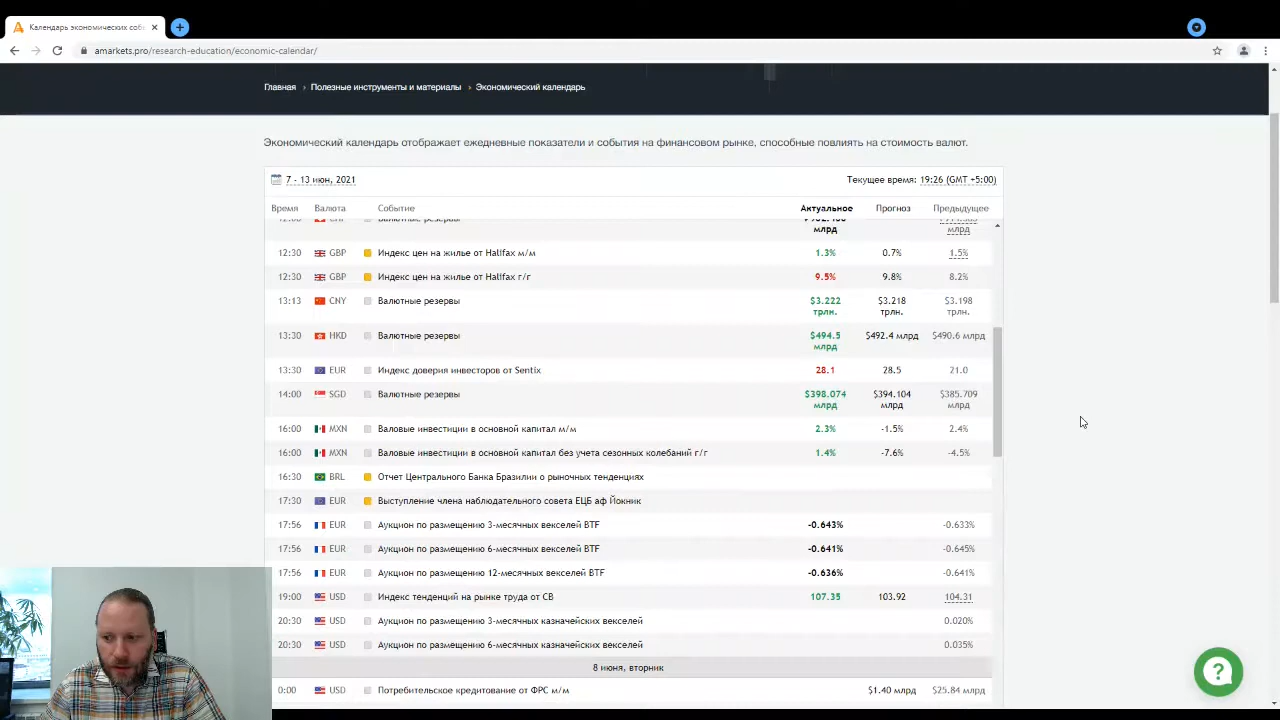 Календарь экономических соб
amarkets.pro/research-education/economic-calendar/
Главная › Полезные инструменты и материалы › Экономический календарь
Экономический календарь отображает ежедневные показатели и события на финансовом рынке, способные повлиять на стоимость валют.
7 - 13 июн, 2021 Текущее время: 19:26 (GMT +5:00)
Время Валюта Событие Актуальное Прогноз Предыдущее
Валютные резервы
млрд млрд
12:30 GBP Индекс цен на жилье от Halifax м/м 1.3% 0.7% 1.5%
12:30 GBP Индекс цен на жилье от Halifax г/г 9.5% 9.8% 8.2%
13:13 CNY Валютные резервы $3.222 $3.218 $3.198
трлн. трлн. трлн.
13:30 HKD Валютные резервы $494.5 $492.4 млрд $490.6 млрд
млрд
13:30 EUR Индекс доверия инвесторов от Sentix 28.1 28.5 21.0
14:00 SGD Валютные резервы $398.074 $394.104 $385.709
млрд млрд млрд
16:00 MXN Валовые инвестиции в основной капитал м/м 2.3% -1.5% 2.4%
16:00 MXN Валовые инвестиции в основной капитал без учета сезонных колебаний г/г 1.4% -7.6% -4.5%
16:30 BRL Отчет Центрального Банка Бразилии о рыночных тенденциях
17:30 EUR Выступление члена наблюдательного совета ЕЦБ аф Йокник
17:56 EUR Аукцион по размещению 3-месячных векселей BTF -0.643% -0.633%
17:56 EUR Аукцион по размещению 6-месячных векселей BTF -0.641% -0.645%
17:56 EUR Аукцион по размещению 12-месячных векселей BTF -0.636% -0.641%
19:00 USD Индекс тенденций на рынке труда от CB 107.35 103.92 104.31
20:30 USD Аукцион по размещению 3-месячных казначейских векселей 0.020%
20:30 USD Аукцион по размещению 6-месячных казначейских векселей 0.035%
8 июня, вторник
0:00 USD Потребительское кредитование от ФРС м/м $1.40 млрд $25.84 млрд